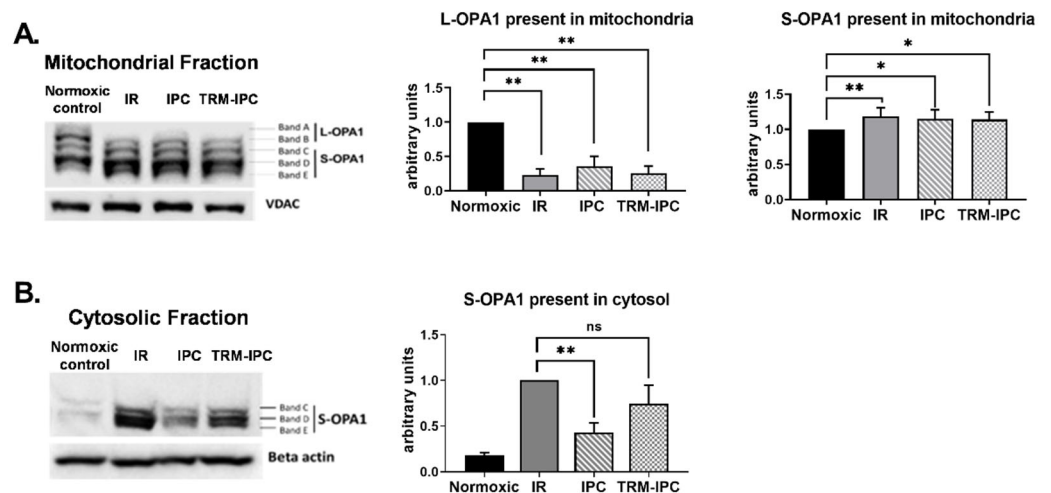 A.
Mitochondrial Fraction
Normoxic
control IR IPC TRM-IPC
Band A
Band B
L-OPA1
Band C
Band D
Band E
S-OPA1
VDAC
L-OPA1 present in mitochondria
**
**
**
1.5
1.0
0.5
0.0
arbitrary units
Normoxic IR IPC TRM-IPC
S-OPA1 present in mitochondria
*
*
**
1.5
1.0
0.5
0.0
arbitrary units
Normoxic IR IPC TRM-IPC
B.
Cytosolic Fraction
Normoxic
control IR IPC TRM-IPC
Band C
Band D
Band E
S-OPA1
Beta actin
S-OPA1 present in cytosol
ns
**
1.5
1.0
0.5
0.0
arbitrary units
Normoxic IR IPC TRM-IPC